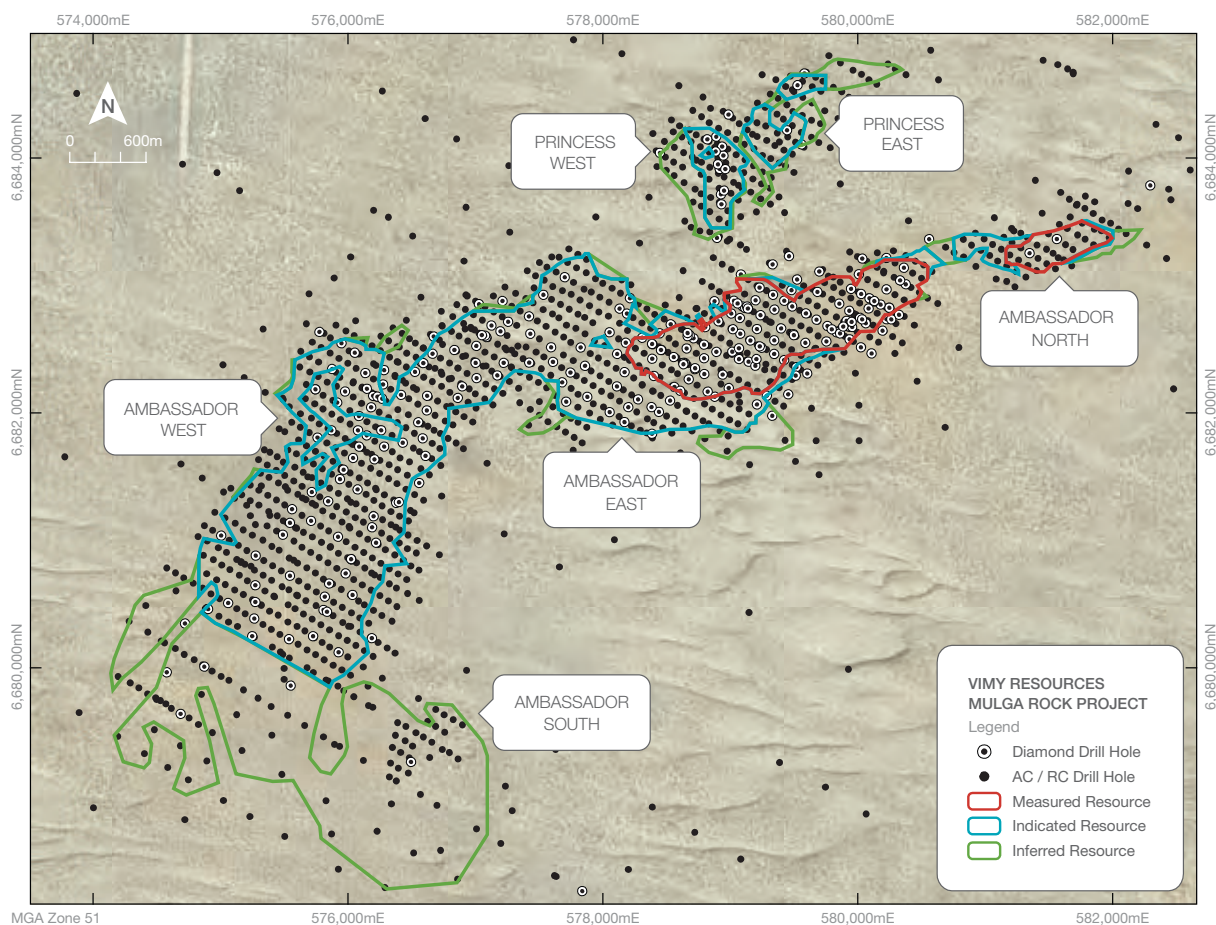 574,000mE
576,000mE
578,000mE
580,000mE
582,000mE
N
0 600m
6,684,000mN
6,684,000mN
PRINCESS
WEST
PRINCESS
EAST
AMBASSADOR
NORTH
6,682,000mN
6,682,000mN
AMBASSADOR
WEST
AMBASSADOR
EAST
6,680,000mN
6,680,000mN
AMBASSADOR
SOUTH
VIMY RESOURCES
MULGA ROCK PROJECT
Legend
Diamond Drill Hole
AC / RC Drill Hole
Measured Resource
Indicated Resource
Inferred Resource
MGA Zone 51
574,000mE
576,000mE
578,000mE
580,000mE
582,000mE